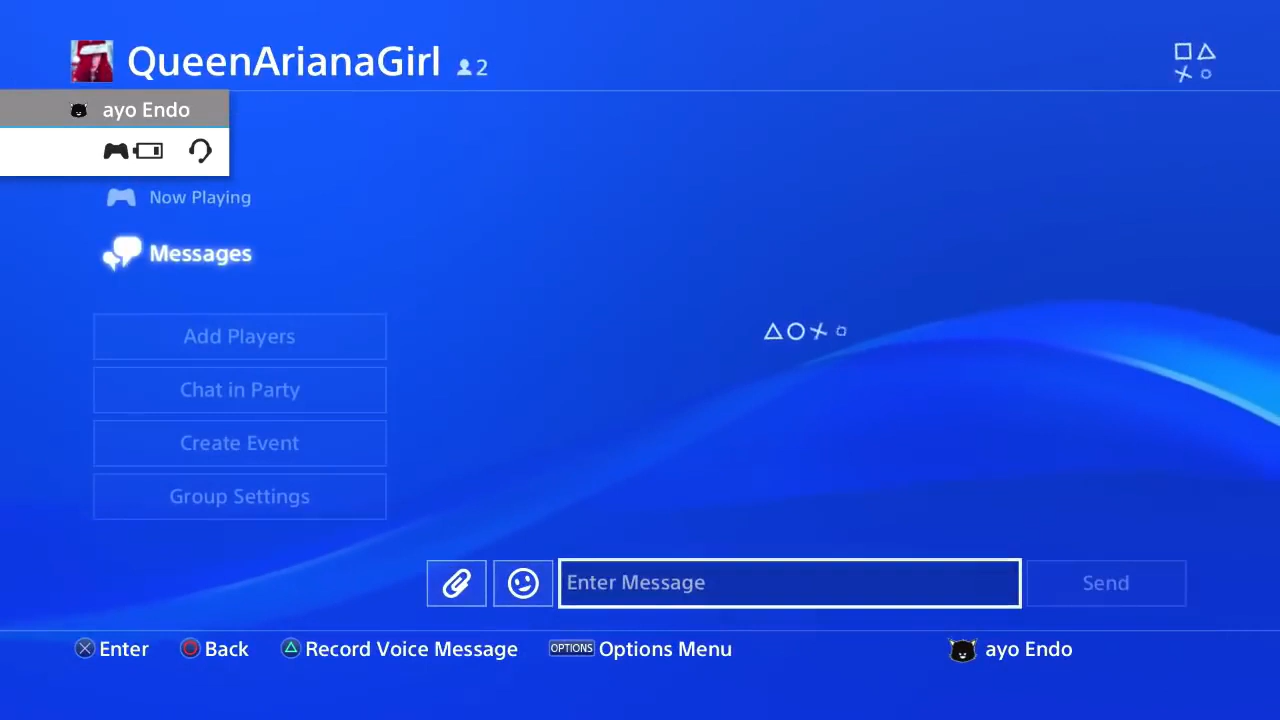 QueenArianaGirl 2
ayo Endo
Now Playing
Messages
Add Players
Chat in Party
Create Event
Group Settings
Enter Message
Send
Enter Back Record Voice Message OPTIONS Options Menu ayo Endo